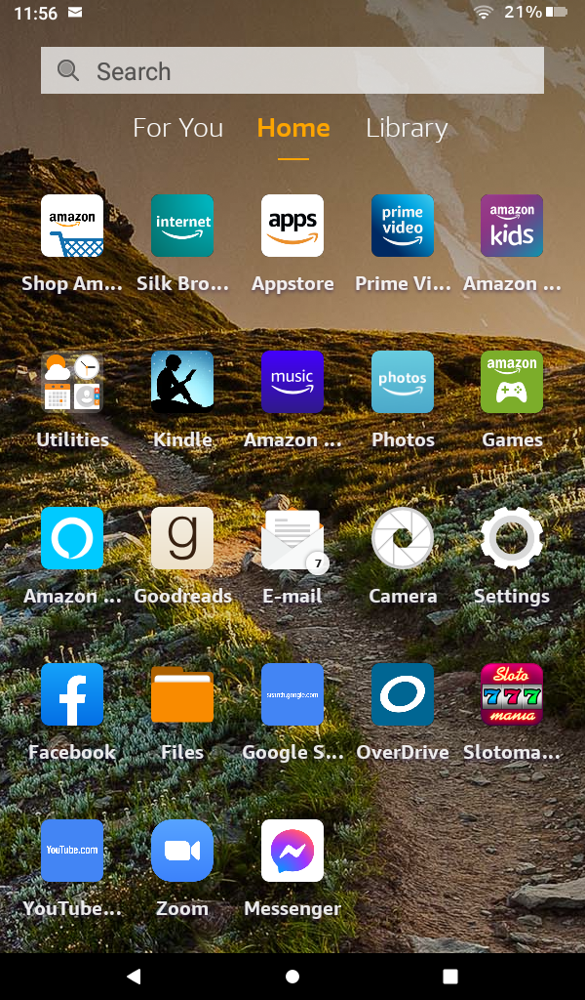 11:56 21%
Search
For You Home Library
amazon
internet
apps
prime video
amazon kids
Shop Am... Silk Bro... Appstore Prime Vi... Amazon ...
music
photos
amazon
Utilities Kindle Amazon ... Photos Games
g
7
Amazon ... Goodreads E-mail Camera Settings
f
search.google.com
Sloto
777
mania
Facebook Files Google S... OverDrive Slotoma...
YouTube.com
YouTube... Zoom Messenger